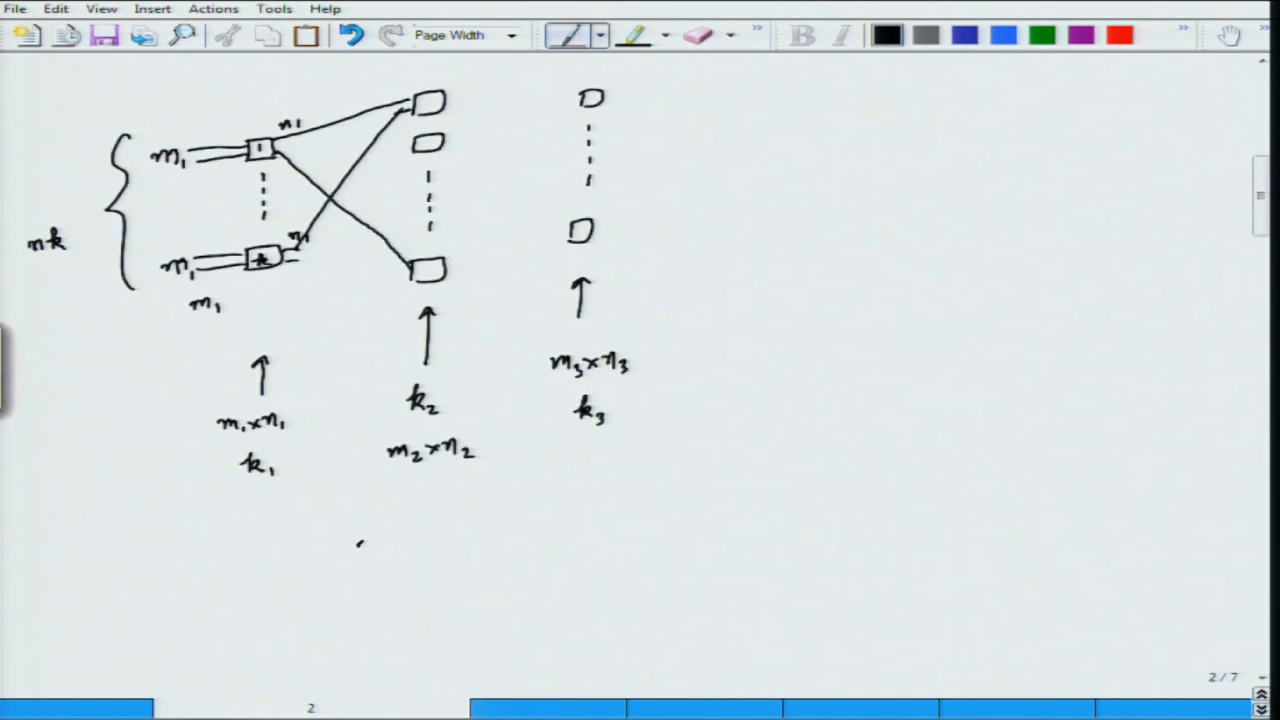 File Edit View Insert Actions Tools Help
Page Width
B I
n1
m1 1
nk
n1
m1 k
m1
m3×n3
k2
k3
m1×n1
m2×n2
k1
2/7
2